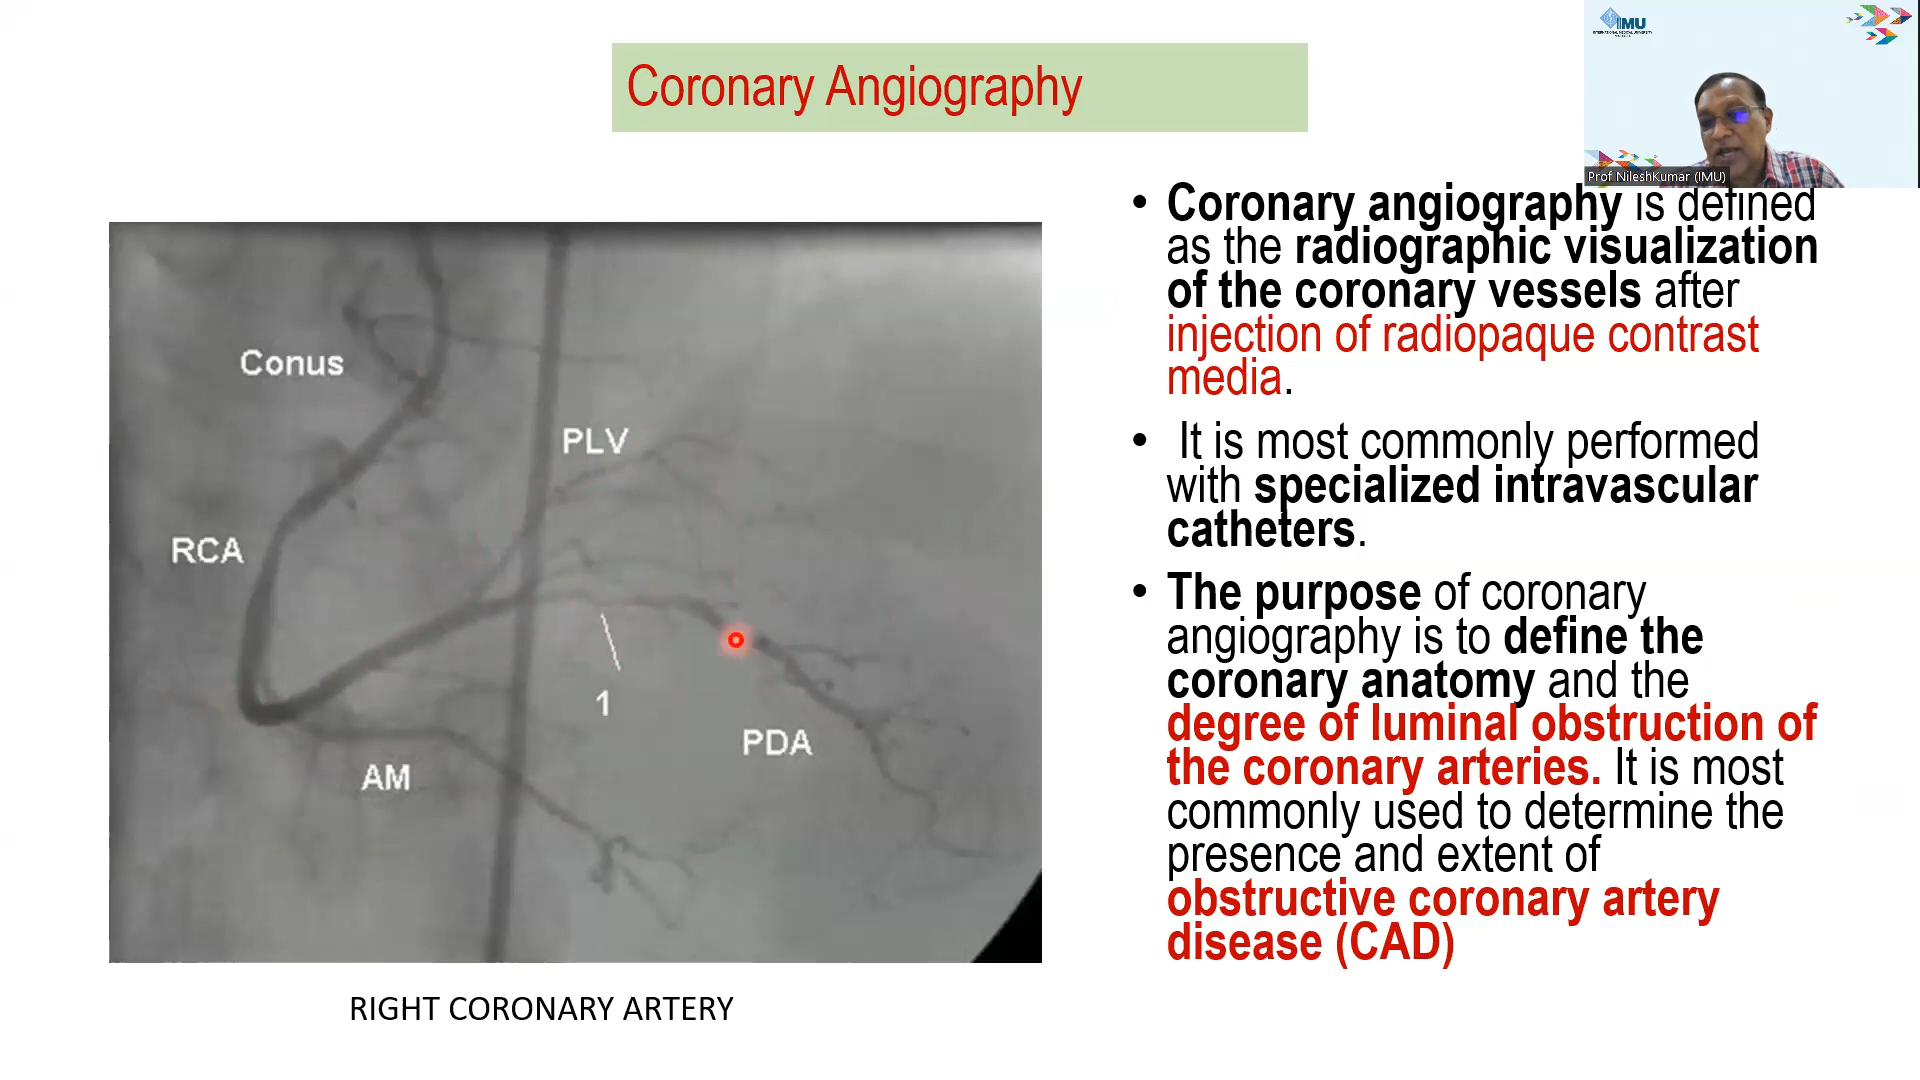 Coronary Angiography
IMU
INTERNATIONAL MEDICAL UNIVERSITY
Prof NileshKumar (IMU)
• Coronary angiography is defined
as the radiographic visualization
of the coronary vessels after
injection of radiopaque contrast
media.
• It is most commonly performed
with specialized intravascular
catheters.
• The purpose of coronary
angiography is to define the
coronary anatomy and the
degree of luminal obstruction of
the coronary arteries. It is most
commonly used to determine the
presence and extent of
obstructive coronary artery
disease (CAD)
Conus
PLV
RCA
1
PDA
AM
RIGHT CORONARY ARTERY